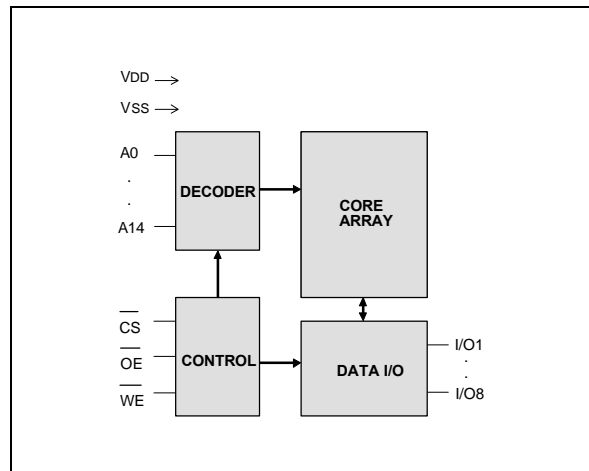 VDD
VSS
A0
.
.
A14
DECODER
CORE
ARRAY
CS
OE
WE
CONTROL
DATA I/O
I/O1
.
.
I/O8